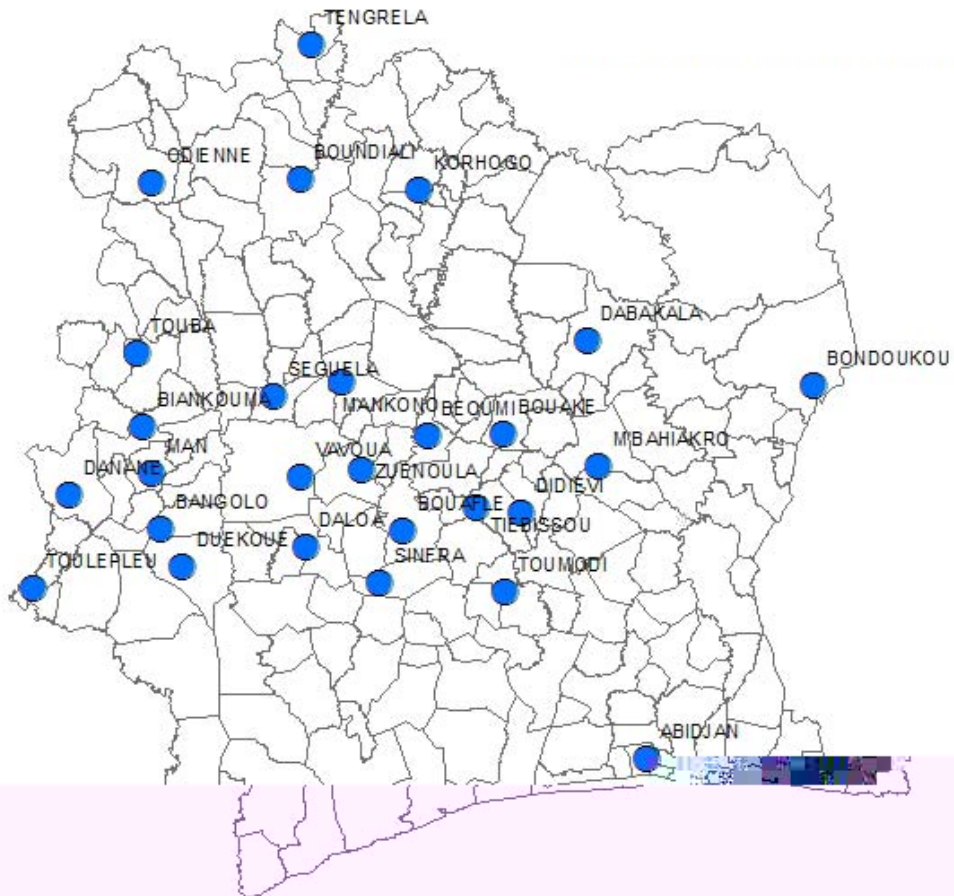 TENGRELA
ODIENNE
BOUNDIALI
KORHOGO
DABAKALA
TOUBA
BONDOUKOU
SEGUELA
BIANKOUMA
MANKONO
BEOUMI
BOUAKE
MAN
VAVOUA
M'BAHIAKRO
DANANE
ZUENOULA
BANGOLO
BOUAFLE
DIDIEVI
DALOA
TIEBISSOU
DUEKOUE
SINFRA
TOULEPLEU
TOUMODI
ABIDJAN